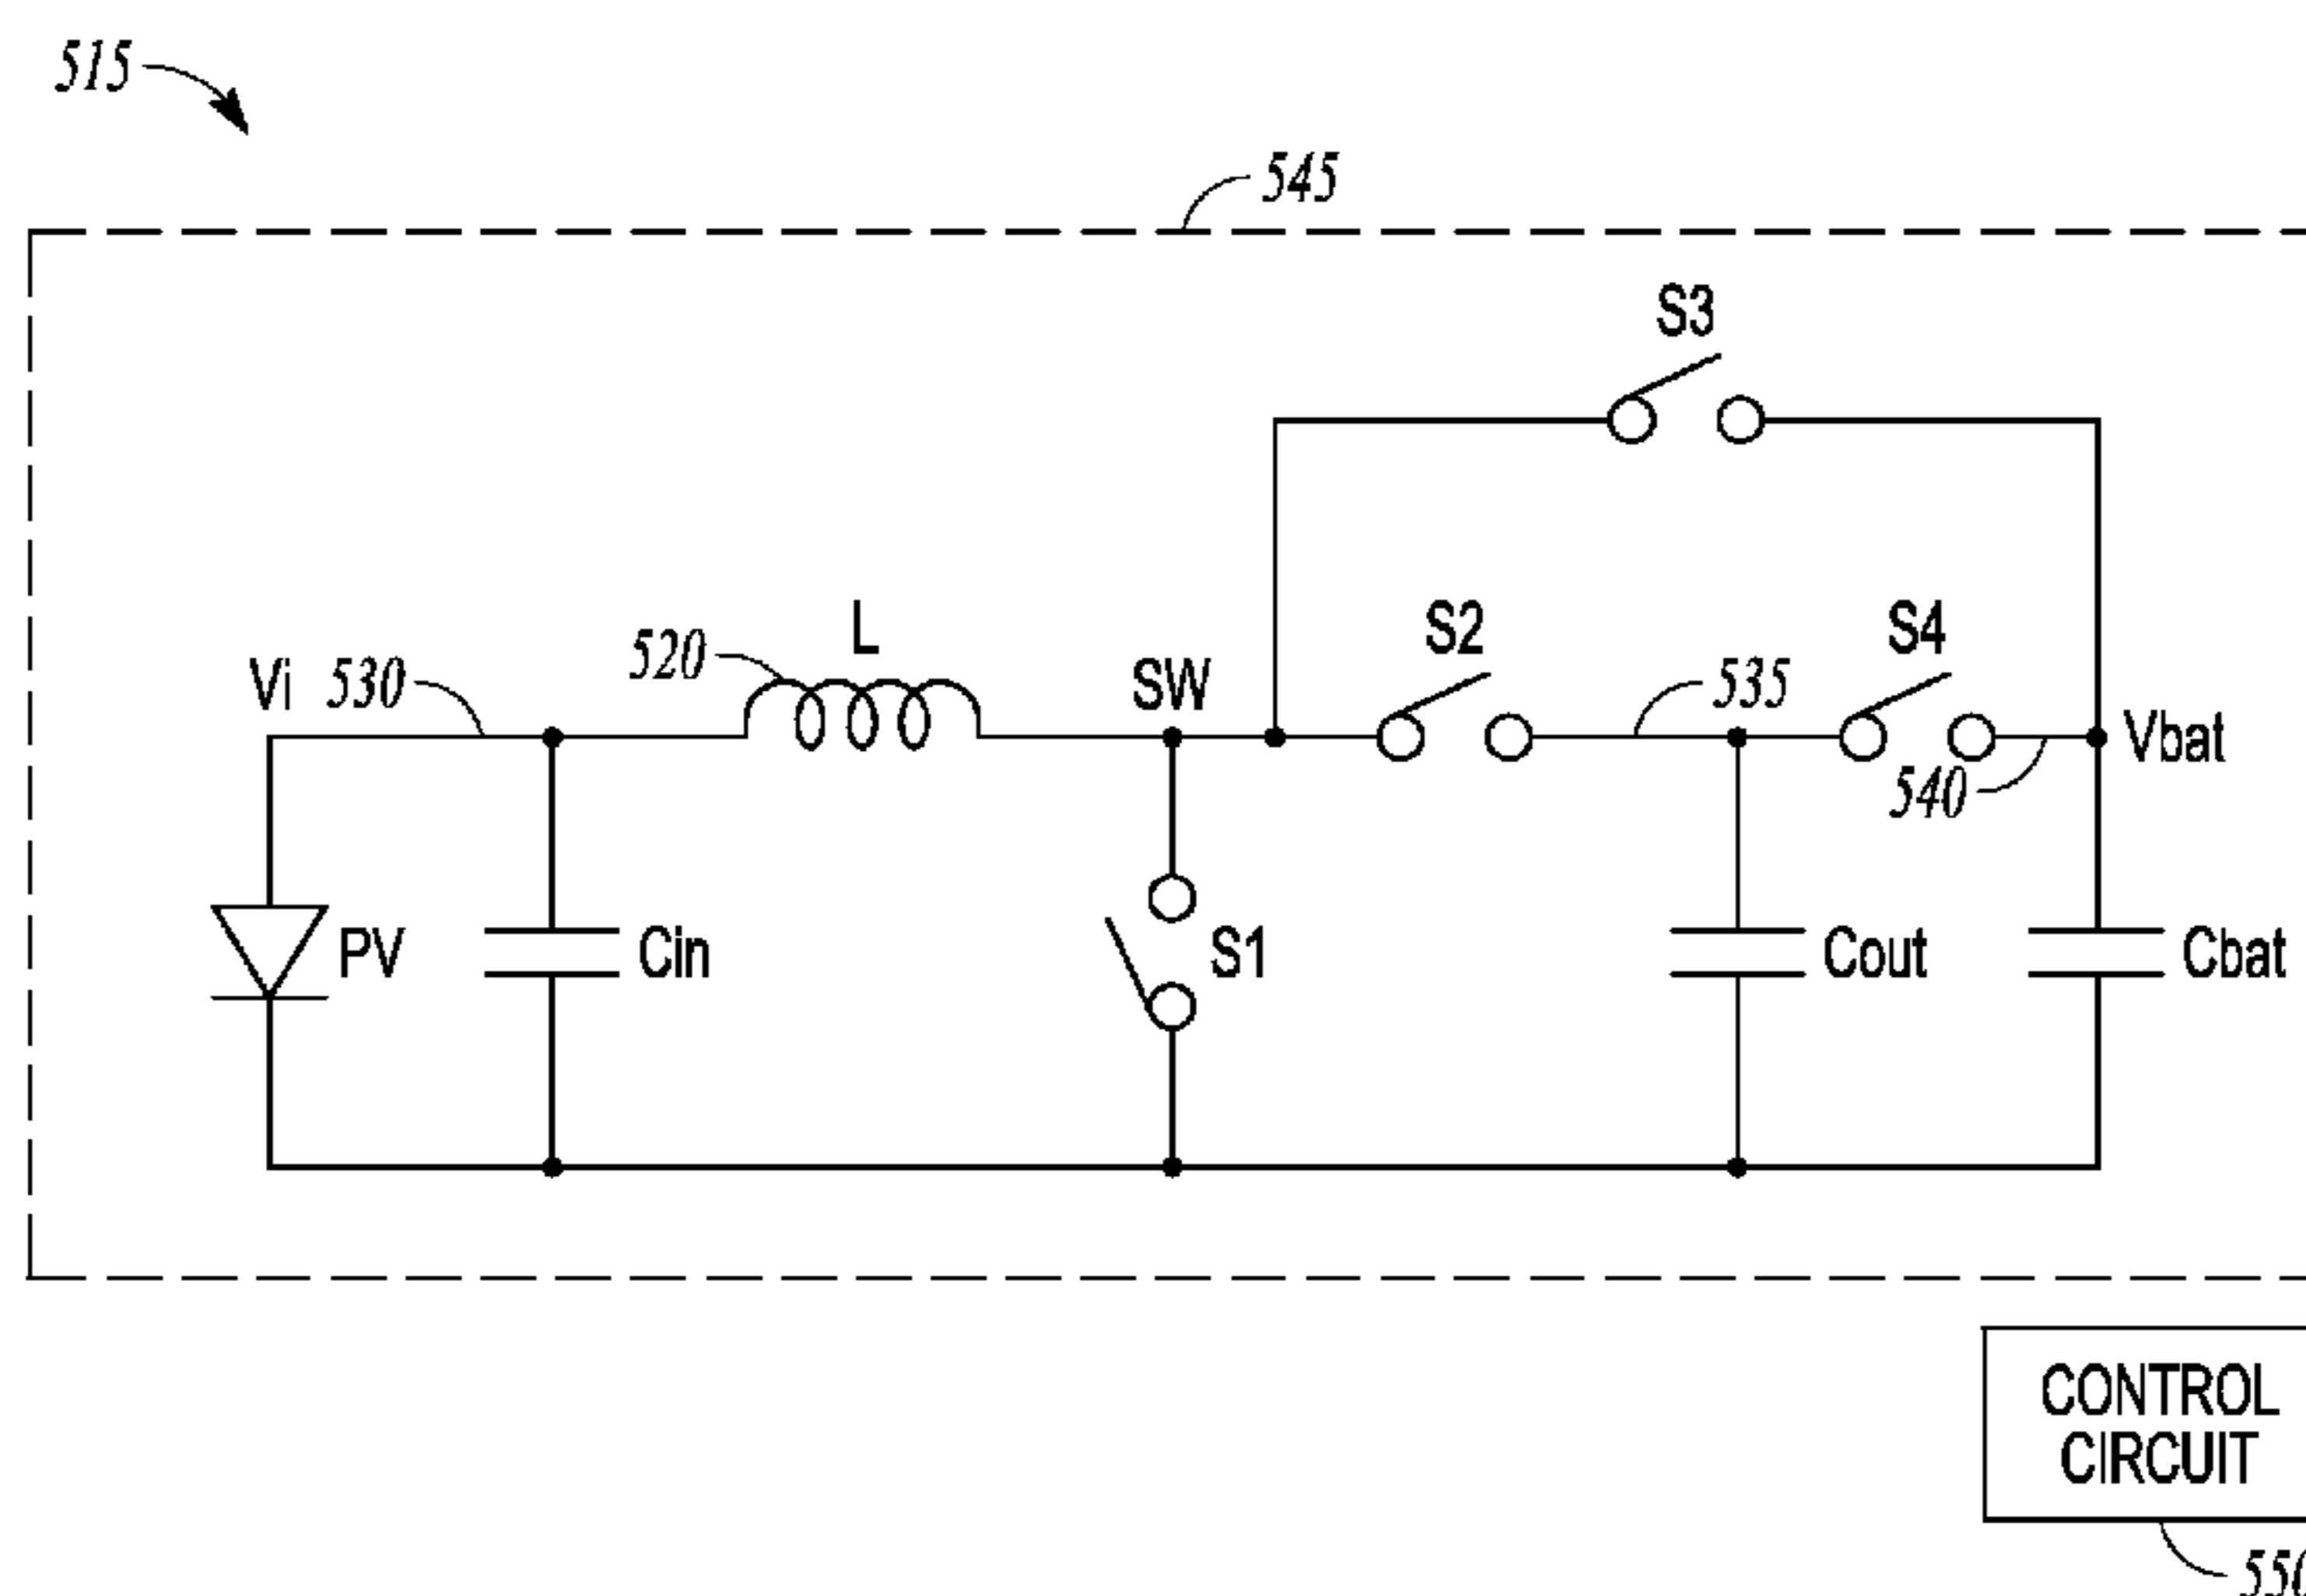 515
545
S3
L
S2
S4
520
SW
535
Vi
530
Vbat
540
PV
Cin
S1
Cout
Cbat
CONTROL
CIRCUIT
550